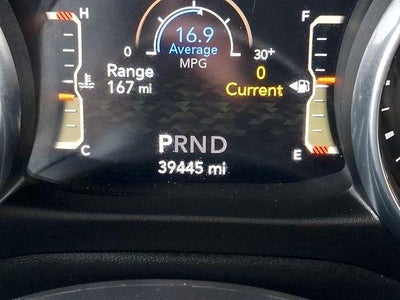 H
F
16.9
Average
0
30+
MPG
Range
0
167 mi
Current
C
E
PRND
39445 mi